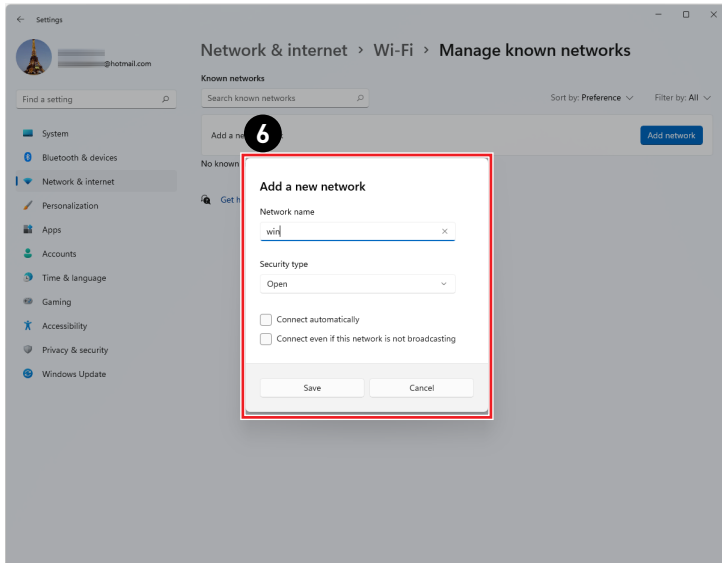 Settings
@hotmail.com
Find a setting
System
Bluetooth & devices
Network & internet
Personalization
Apps
Accounts
Time & language
Gaming
Accessibility
Privacy & security
Windows Update
Network & internet > Wi-Fi > Manage known networks
Known networks
Search known networks
Sort by: Preference
Filter by: All
Add a ne
Add network
6
No known
Get h
Add a new network
Network name
win
Security type
Open
Connect automatically
Connect even if this network is not broadcasting
Save
Cancel